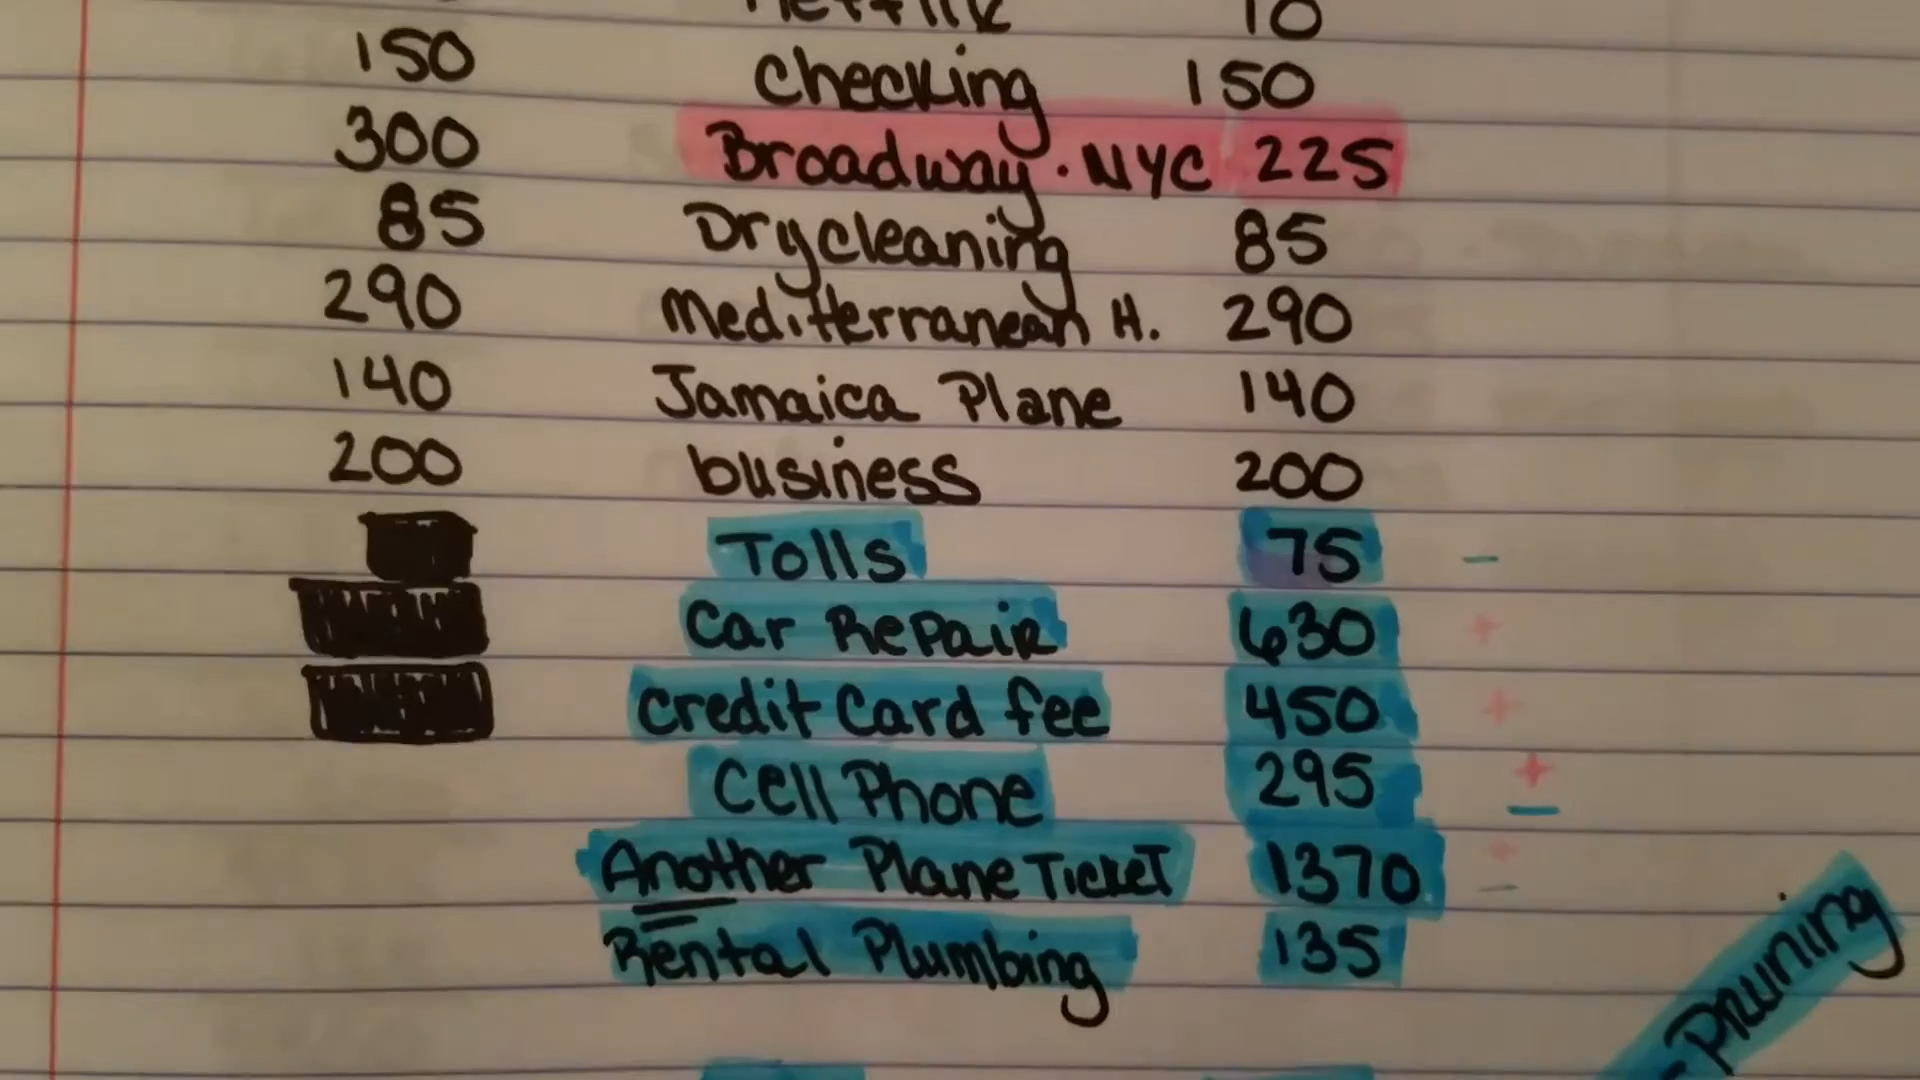 Netflix 10
150 Checking 150
300 Broadway · NYC 225
85 Drycleaning 85
290 Mediterranean H. 290
140 Jamaica Plane 140
200 business 200
Tolls 75 -
Car Repair 630 +
Credit Card fee 450 +
Cell Phone 295 + -
Another Plane Ticket 1370 + -
Rental Plumbing 135
- Pruning